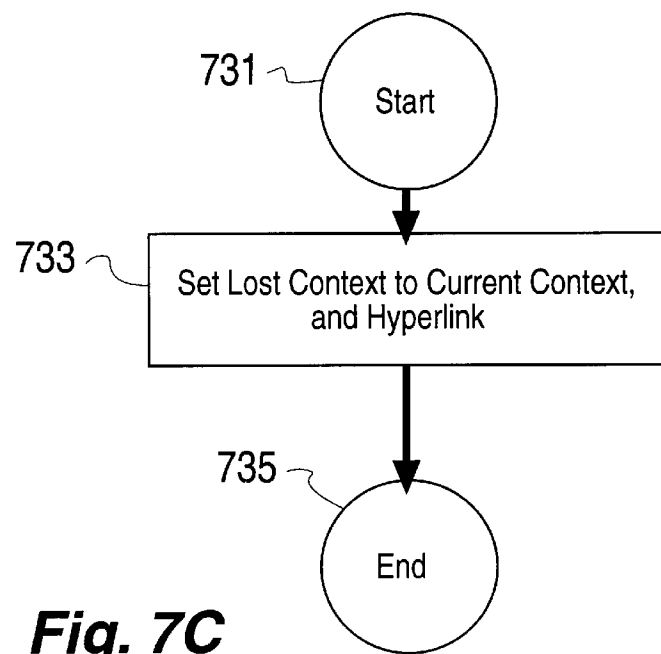 731
Start
733
Set Lost Context to Current Context,
and Hyperlink
735
End
Fig. 7C